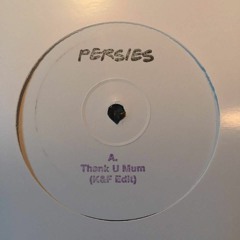 PERSIES
A.
Thank U Mum
(K&F Edit)